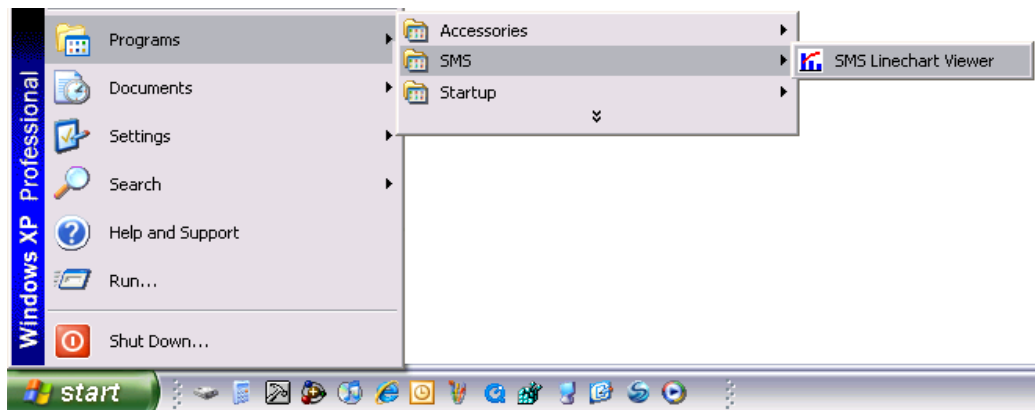 Windows XP Professional
Programs
Documents
Settings
Search
Help and Support
Run...
Shut Down...
Accessories
SMS
Startup
SMS Linechart Viewer
start